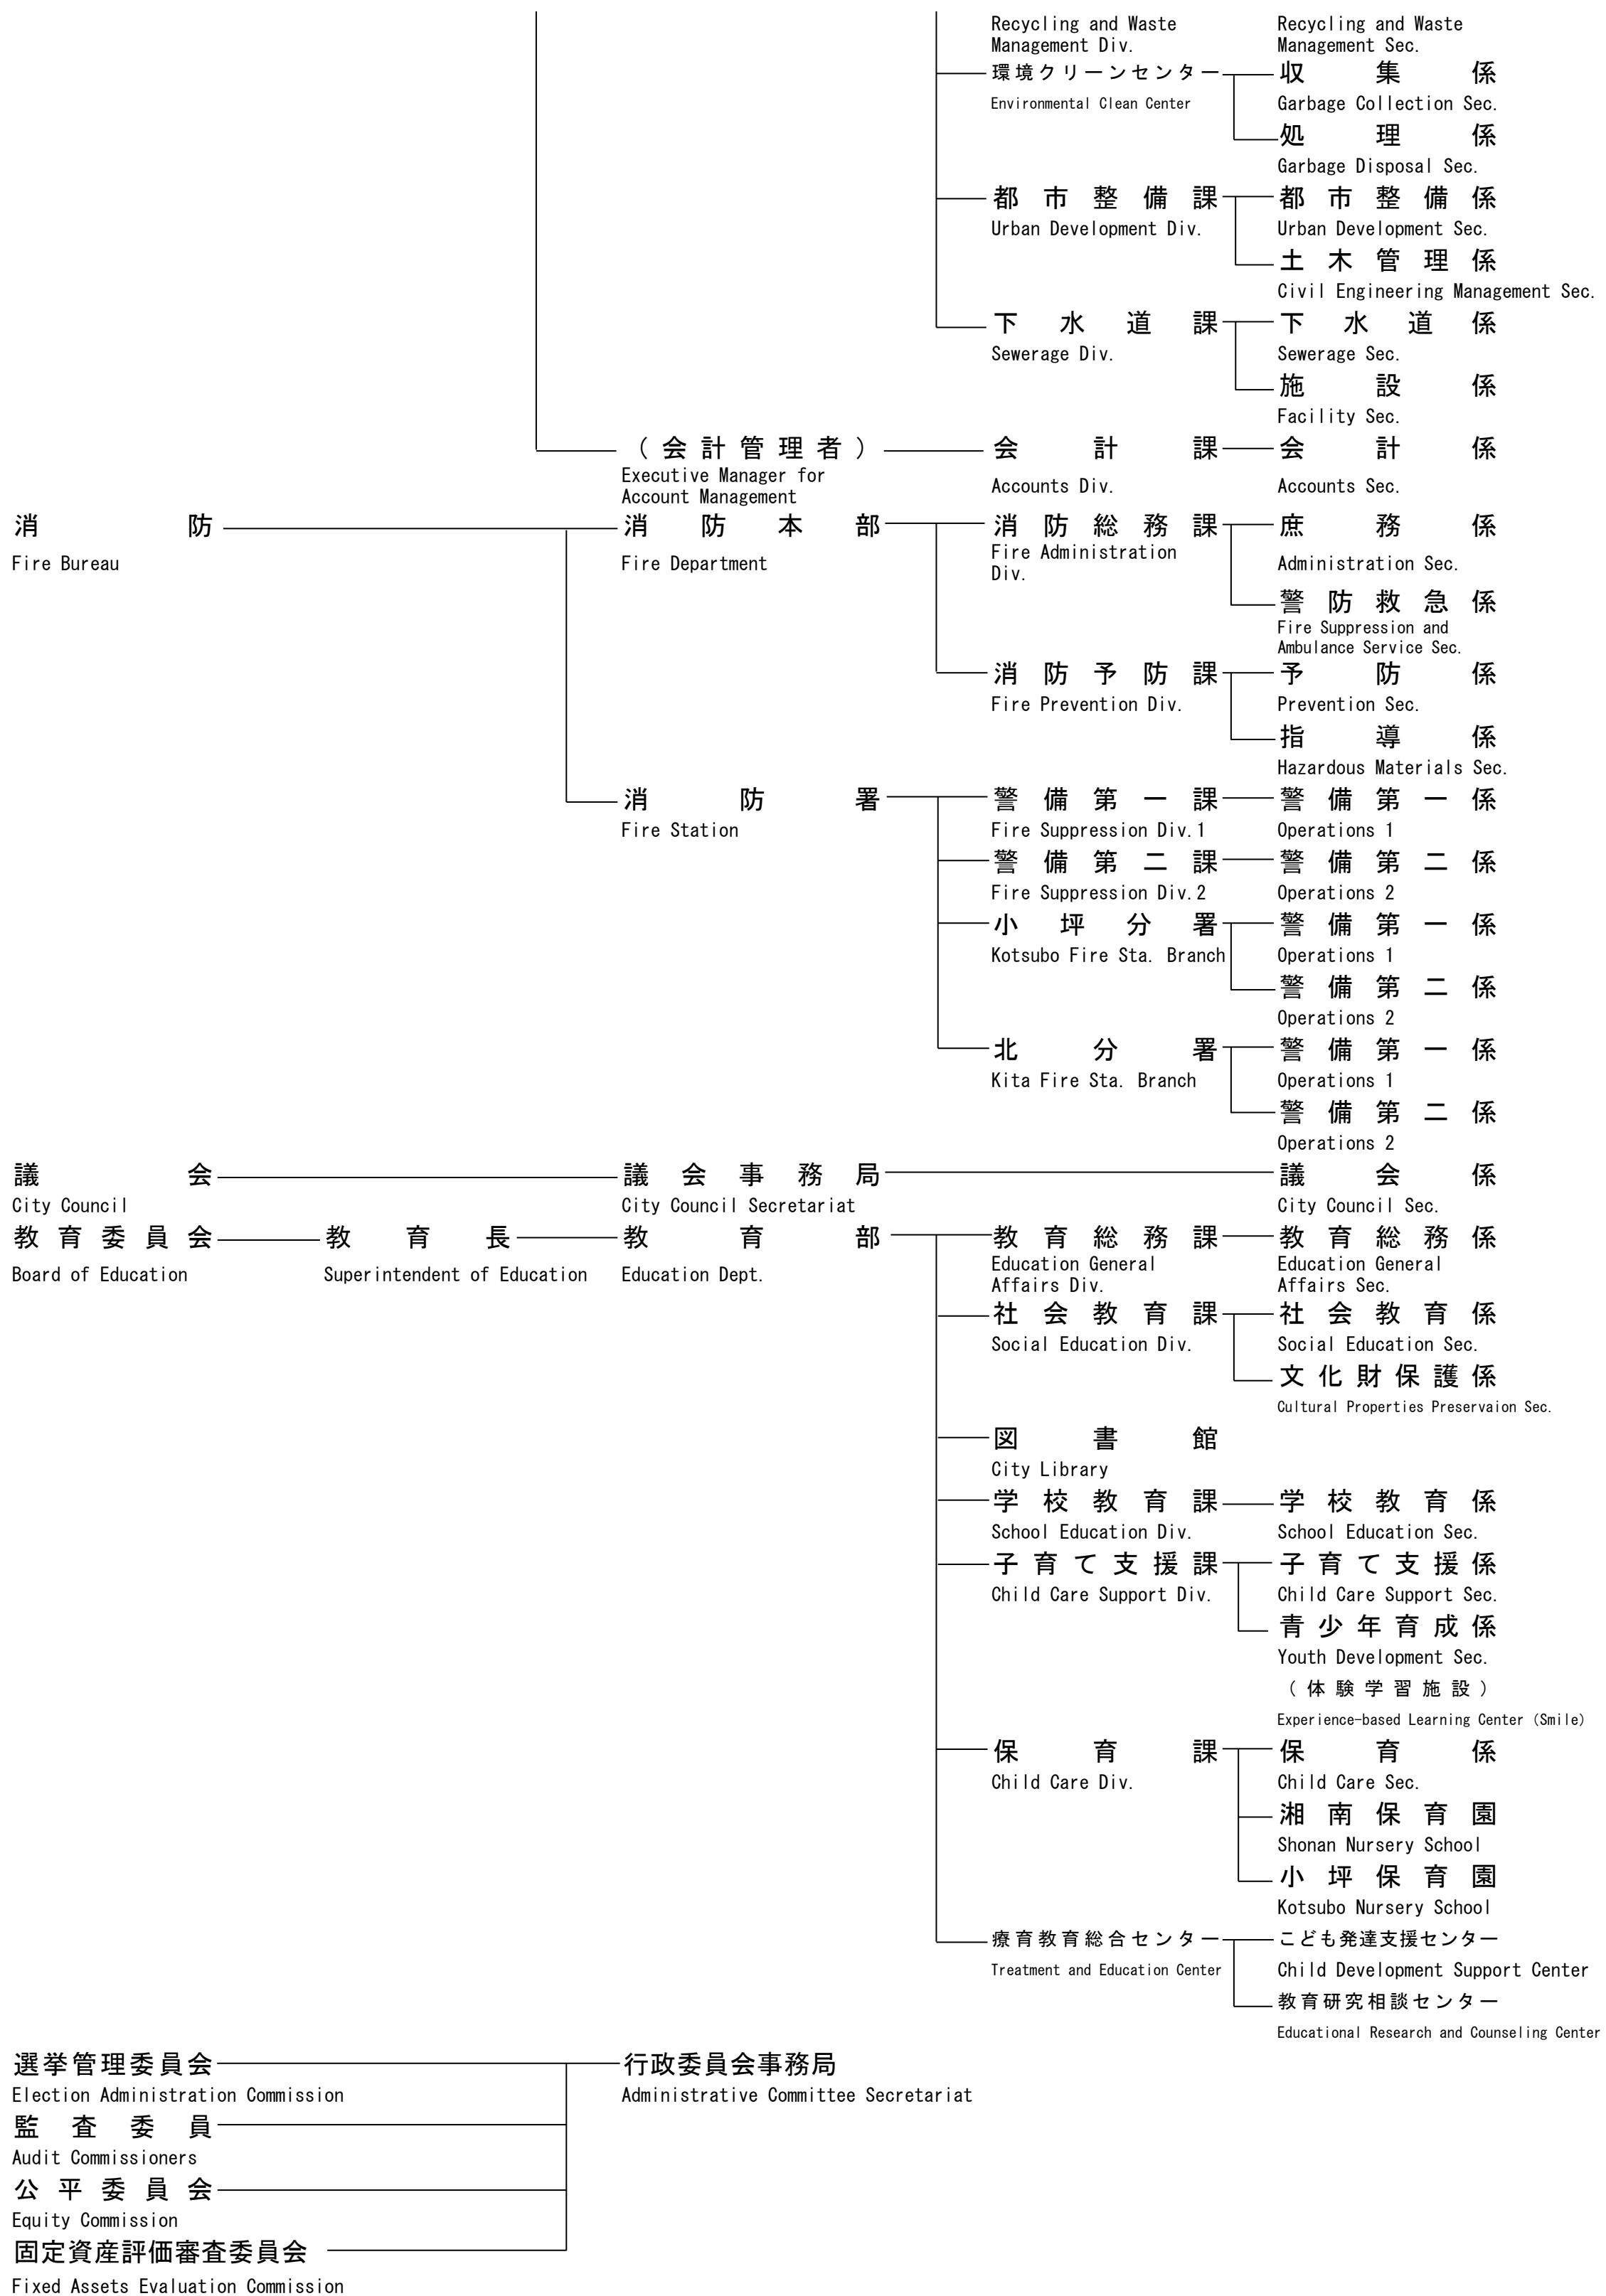 Recycling and Waste Management Div.
Recycling and Waste Management Sec.
環境クリーンセンター 収集係
Environmental Clean Center Garbage Collection Sec.
処理係
Garbage Disposal Sec.
都市整備課 都市整備係
Urban Development Div. Urban Development Sec.
土木管理係
Civil Engineering Management Sec.
下水道課 下水道係
Sewerage Div. Sewerage Sec.
施設係
Facility Sec.
（会計管理者） 会計課 会計係
Executive Manager for Account Management
Accounts Div. Accounts Sec.
消防 消防本部 消防総務課 庶務係
Fire Bureau Fire Department
Fire Administration Div.
Administration Sec.
警防救急係
Fire Suppression and
Ambulance Service Sec.
消防予防課 予防係
Fire Prevention Div. Prevention Sec.
指導係
Hazardous Materials Sec.
消防署 警備第一課 警備第一係
Fire Station Fire Suppression Div.1 Operations 1
警備第二課 警備第二係
Fire Suppression Div.2 Operations 2
小坪分署 警備第一係
Kotsubo Fire Sta. Branch Operations 1
警備第二係
Operations 2
北分署 警備第一係
Kita Fire Sta. Branch Operations 1
警備第二係
Operations 2
議会 議会事務局 議会係
City Council City Council Secretariat City Council Sec.
教育委員会 教育長 教育部 教育総務課 教育総務係
Board of Education Superintendent of Education Education Dept.
Education General Affairs Div.
Education General Affairs Sec.
社会教育課 社会教育係
Social Education Div. Social Education Sec.
文化財保護係
Cultural Properties Preservaion Sec.
図書館
City Library
学校教育課 学校教育係
School Education Div. School Education Sec.
子育て支援課 子育て支援係
Child Care Support Div. Child Care Support Sec.
青少年育成係
Youth Development Sec.
（体験学習施設）
Experience-based Learning Center (Smile)
保育課 保育係
Child Care Div. Child Care Sec.
湘南保育園
Shonan Nursery School
小坪保育園
Kotsubo Nursery School
療育教育総合センター こども発達支援センター
Treatment and Education Center Child Development Support Center
教育研究相談センター
Educational Research and Counseling Center
選挙管理委員会 行政委員会事務局
Election Administration Commission Administrative Committee Secretariat
監査委員
Audit Commissioners
公平委員会
Equity Commission
固定資産評価審査委員会
Fixed Assets Evaluation Commission